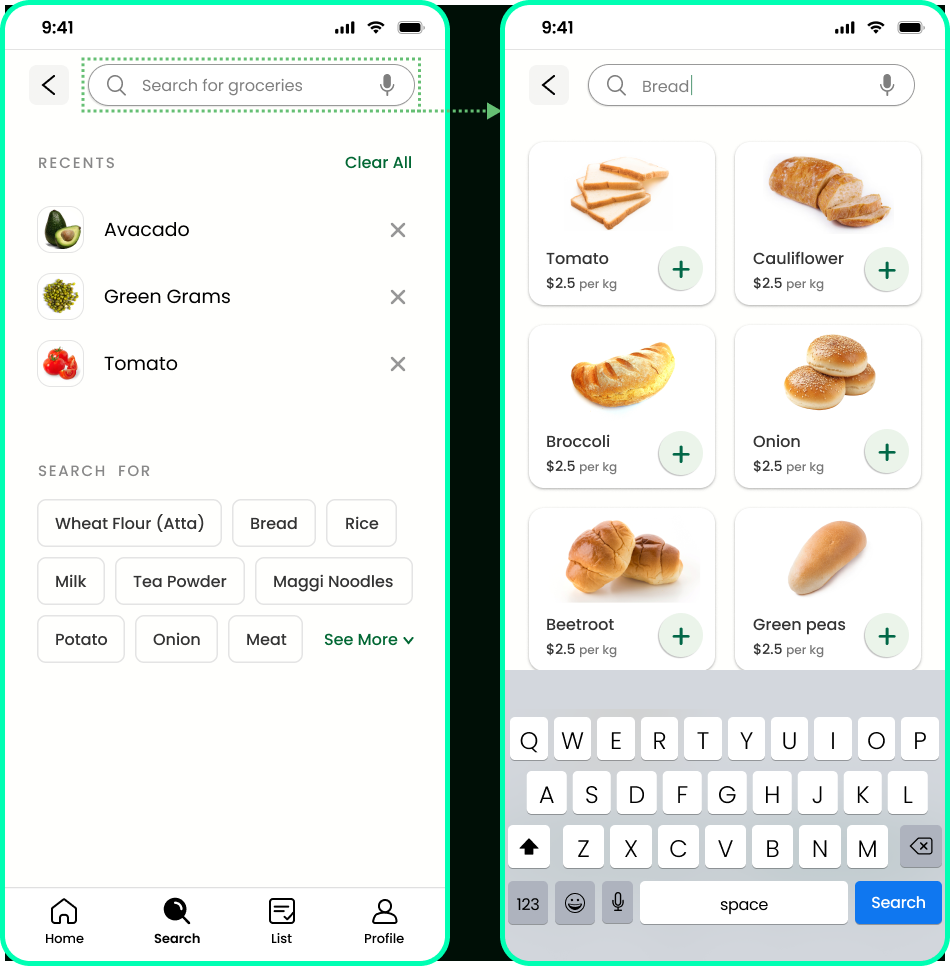 9:41
Search for groceries
RECENTS
Clear All
Avacado
Green Grams
Tomato
SEARCH FOR
Wheat Flour (Atta)
Bread
Rice
Milk
Tea Powder
Maggi Noodles
Potato
Onion
Meat
See More
Home
Search
List
Profile
9:41
Bread
Tomato
$2.5 per kg
Cauliflower
$2.5 per kg
Broccoli
$2.5 per kg
Onion
$2.5 per kg
Beetroot
$2.5 per kg
Green peas
$2.5 per kg
Q W E R T Y U I O P
A S D F G H J K L
Z X C V B N M
123
space
Search